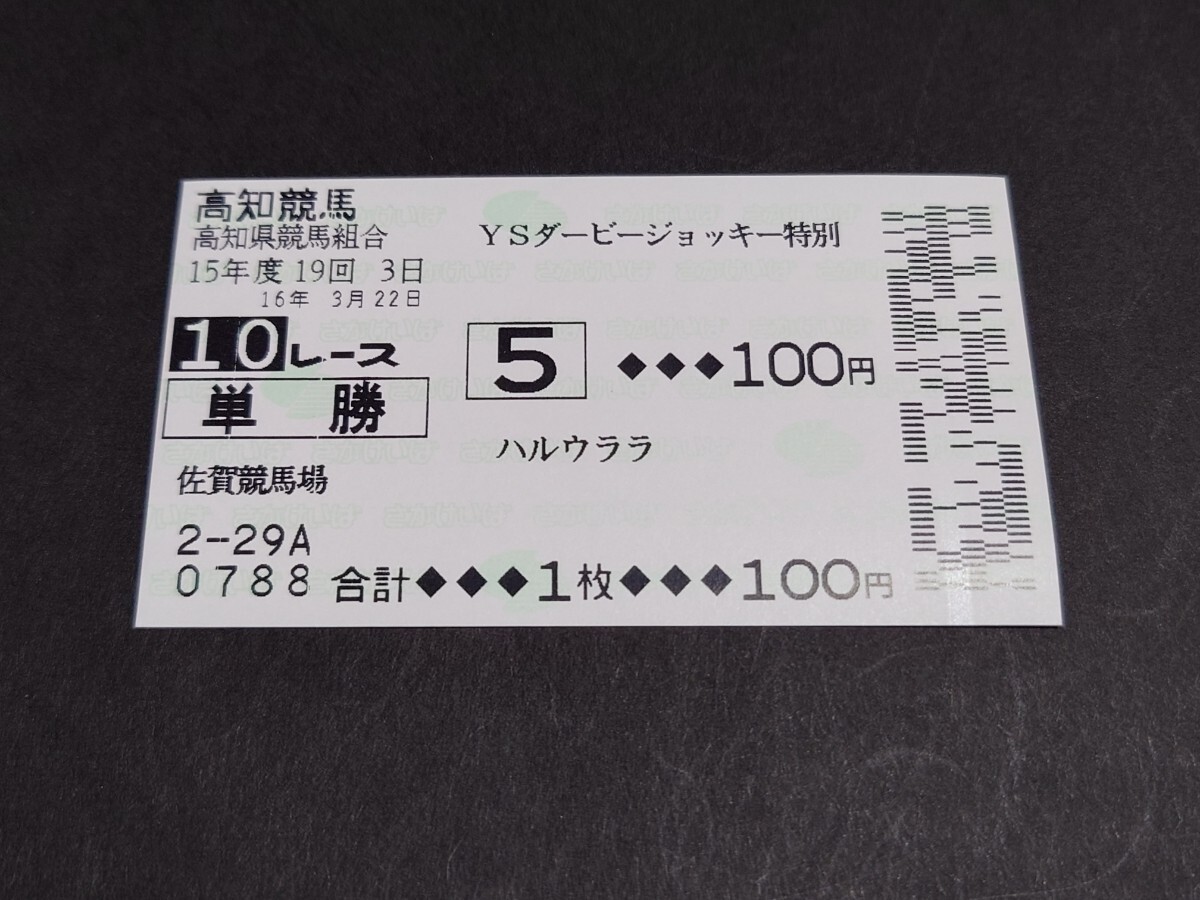 高知競馬
高知県競馬組合
15年度19回 3日
16年 3月22日
10レース
単勝
佐賀競馬場
2-29A
0788
YSダービージョッキー特別
5 ◆◆◆100円
ハルウララ
合計◆◆◆◆1枚◆◆◆◆100円